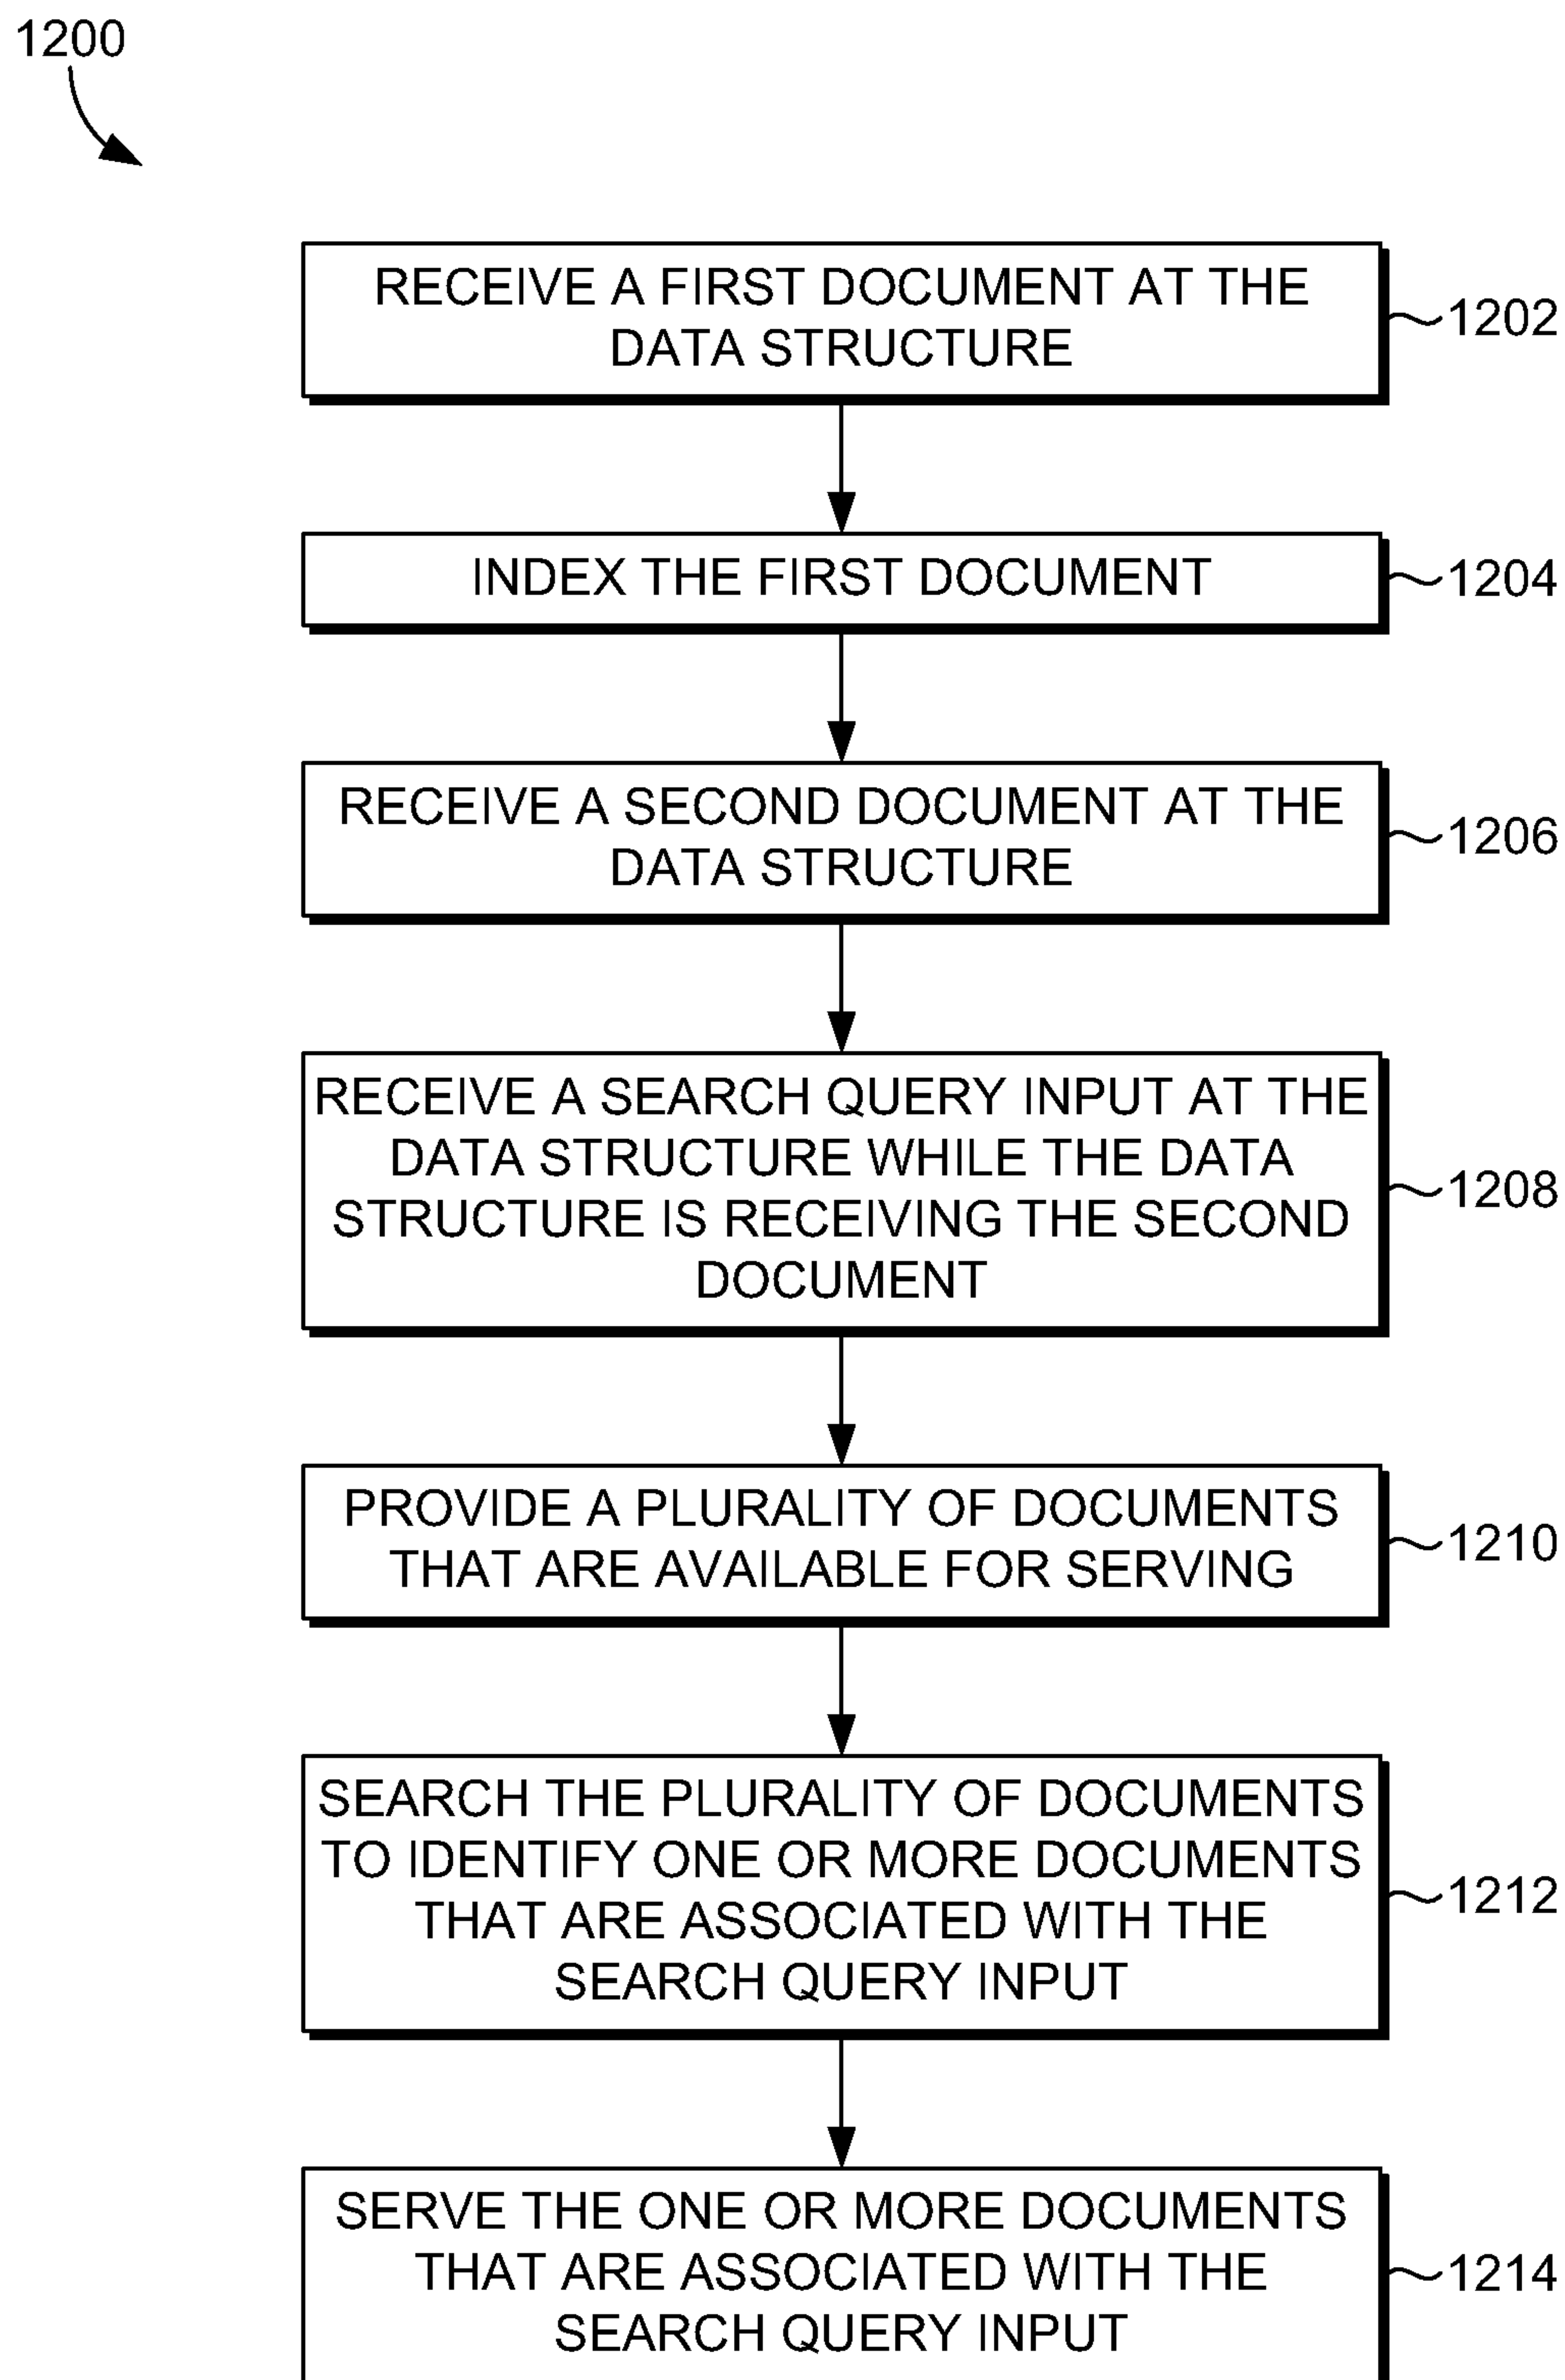 1200
RECEIVE A FIRST DOCUMENT AT THE
DATA STRUCTURE
1202
INDEX THE FIRST DOCUMENT
1204
RECEIVE A SECOND DOCUMENT AT THE
DATA STRUCTURE
1206
RECEIVE A SEARCH QUERY INPUT AT THE
DATA STRUCTURE WHILE THE DATA
STRUCTURE IS RECEIVING THE SECOND
DOCUMENT
1208
PROVIDE A PLURALITY OF DOCUMENTS
THAT ARE AVAILABLE FOR SERVING
1210
SEARCH THE PLURALITY OF DOCUMENTS
TO IDENTIFY ONE OR MORE DOCUMENTS
THAT ARE ASSOCIATED WITH THE
SEARCH QUERY INPUT
1212
SERVE THE ONE OR MORE DOCUMENTS
THAT ARE ASSOCIATED WITH THE
SEARCH QUERY INPUT
1214